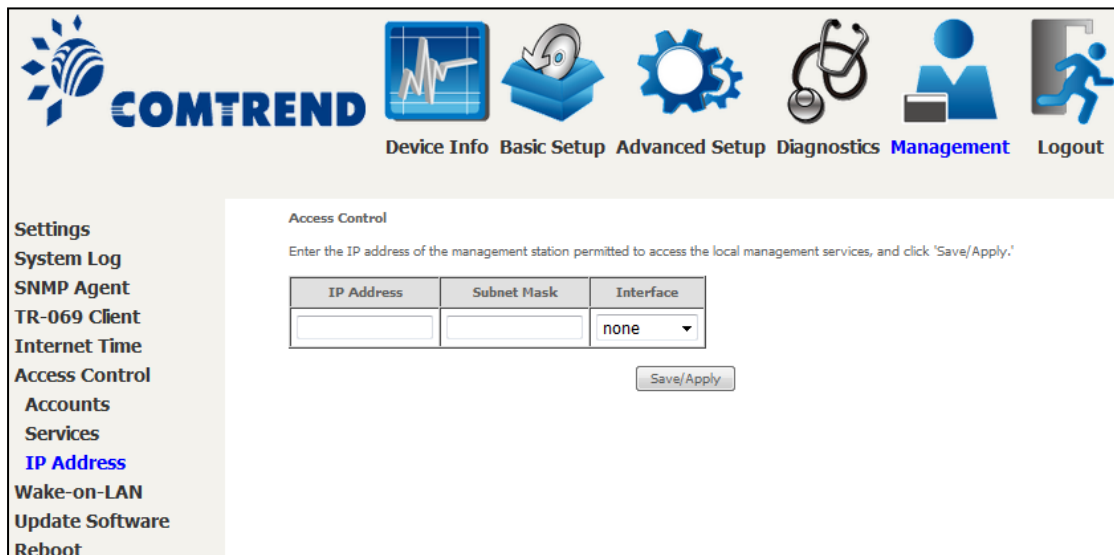 COMTREND
Device Info Basic Setup Advanced Setup Diagnostics Management Logout
Settings
System Log
SNMP Agent
TR-069 Client
Internet Time
Access Control
Accounts
Services
IP Address
Wake-on-LAN
Update Software
Reboot
Access Control
Enter the IP address of the management station permitted to access the local management services, and click 'Save/Apply.'
IP Address Subnet Mask Interface
none
Save/Apply